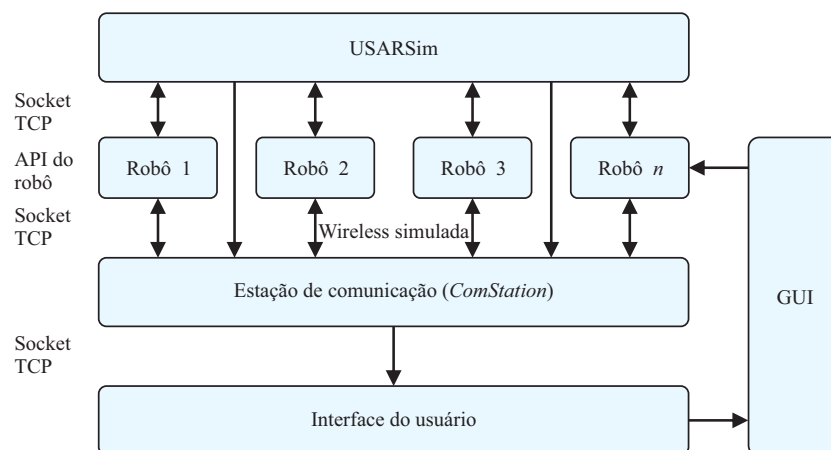 USARSim
Socket
TCP
API do
robô
Robô 1
Robô 2
Robô 3
Robô n
Socket
TCP
Wireless simulada
Estação de comunicação (ComStation)
GUI
Socket
TCP
Interface do usuário